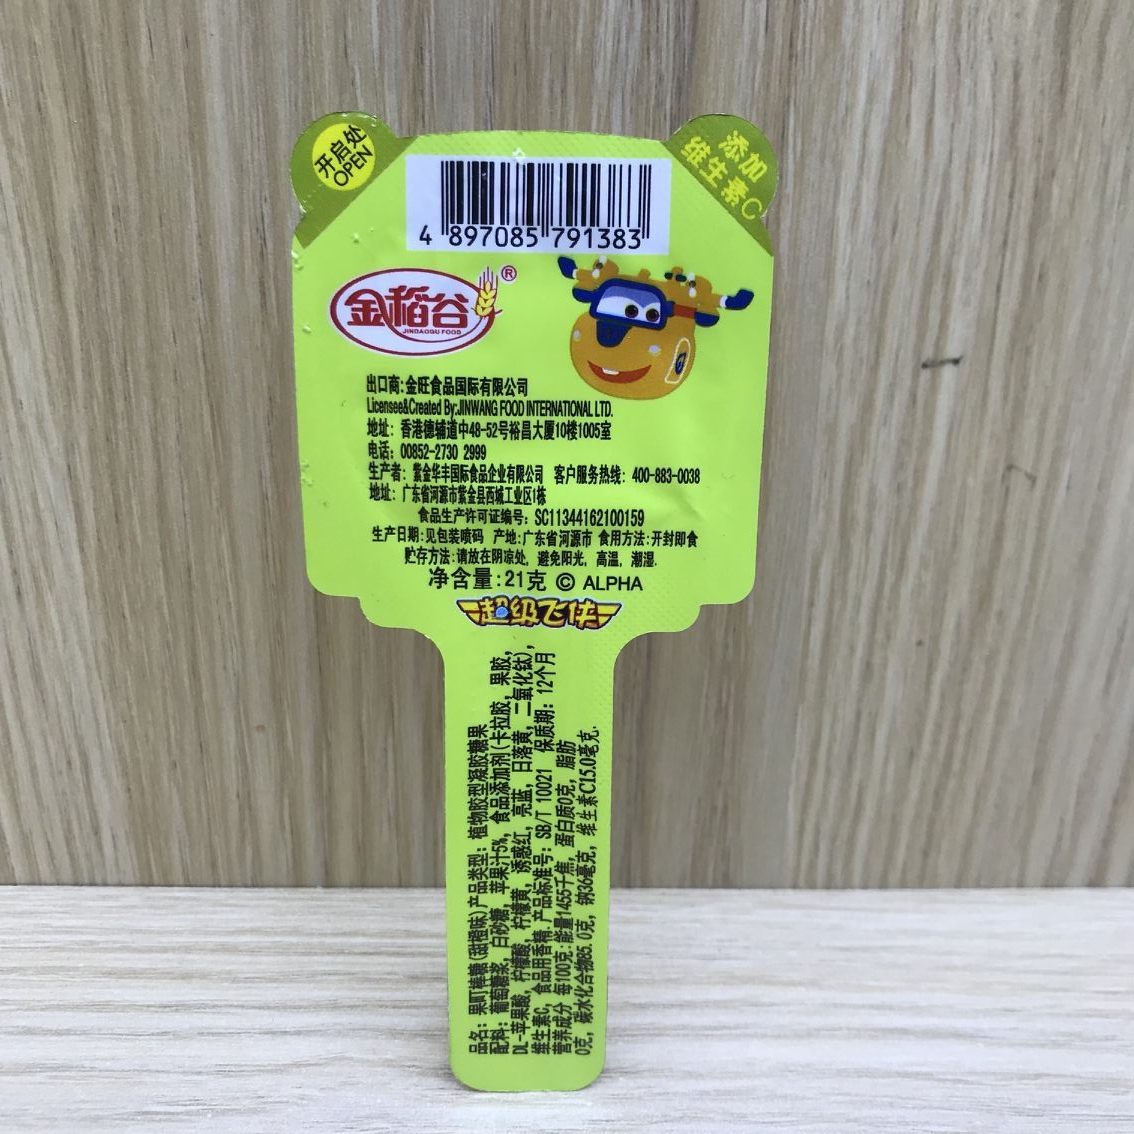 开启处
OPEN
添加
维生素C
4 897085 791383
金稻谷®
JINDAOGU FOOD
出口商:金旺食品国际有限公司
Licensee&Created By:JINWANG FOOD INTERNATIONAL LTD.
地址: 香港德辅道中48-52号裕昌大厦10楼1005室
电话: 00852-2730 2999
生产者: 紫金华丰国际食品企业有限公司 客户服务热线: 400-883-0038
地址: 广东省河源市紫金县西城工业区1栋
食品生产许可证编号: SC11344162100159
生产日期:见包装喷码 产地:广东省河源市 食用方法:开封即食
贮存方法:请放在阴凉处, 避免阳光, 高温, 潮湿.
净含量:21克 © ALPHA
超级飞侠
品名: 果町棒糖(甜橙味)产品类型: 植物胶型凝胶糖果
配料: 葡萄糖浆, 白砂糖, 苹果汁5%, 食品添加剂(卡拉胶, 果胶,
DL-苹果酸, 柠檬酸, 柠檬黄, 诱惑红, 亮蓝, 日落黄, 二氧化钛),
维生素C, 食品用香精.产品标准号: SB/T 10021 保质期: 12个月
营养成分 每100克:能量1455千焦, 蛋白质0克, 脂肪
0克, 碳水化合物85.0克, 钠36毫克, 维生素C15.0毫克.